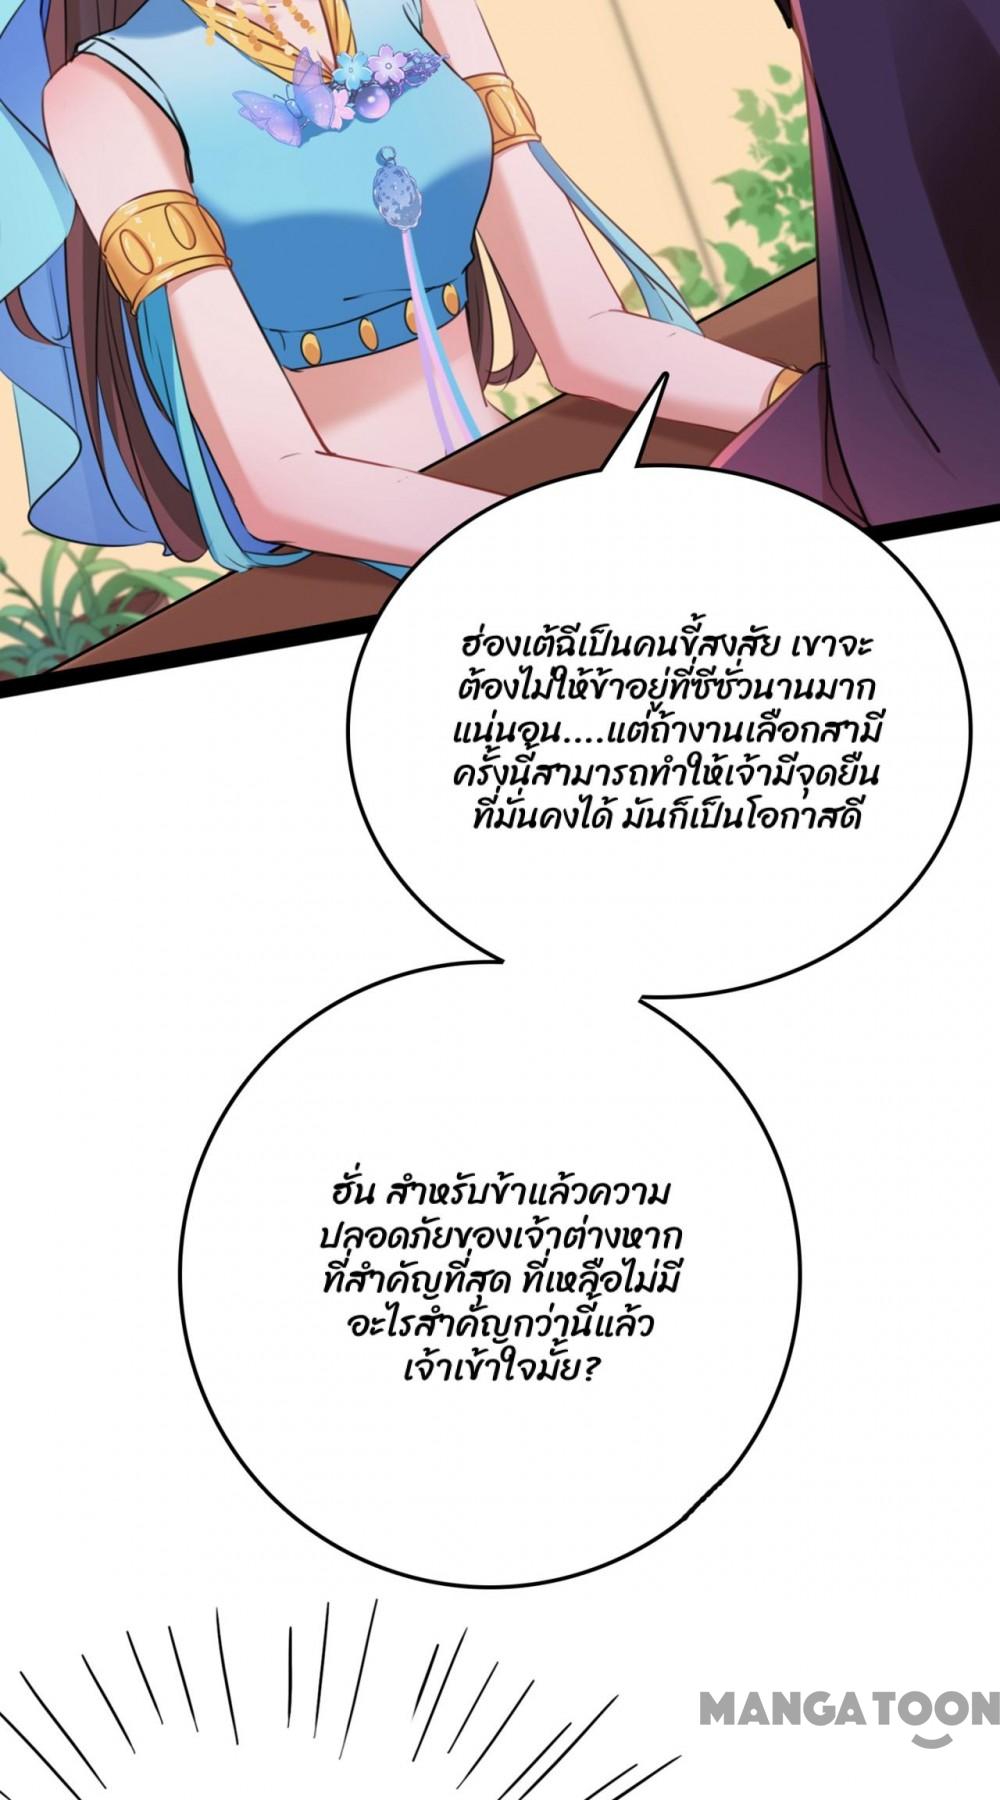 ฮ่องเต้ฉีเป็นคนขี้สงสัย เขาจะ
ต้องไม่ให้ข้าอยู่ที่ซีซั่วนานมาก
แน่นอน....แต่ถ้างานเลือกสามี
ครั้งนี้สามารถทำให้เจ้ามีจุดยืน
ที่มั่นคงได้ มันก็เป็นโอกาสดี
ฮั่น สำหรับข้าแล้วความ
ปลอดภัยของเจ้าต่างหาก
ที่สำคัญที่สุด ที่เหลือไม่มี
อะไรสำคัญกว่านี้แล้ว
เจ้าเข้าใจมั้ย?
MANGATOON